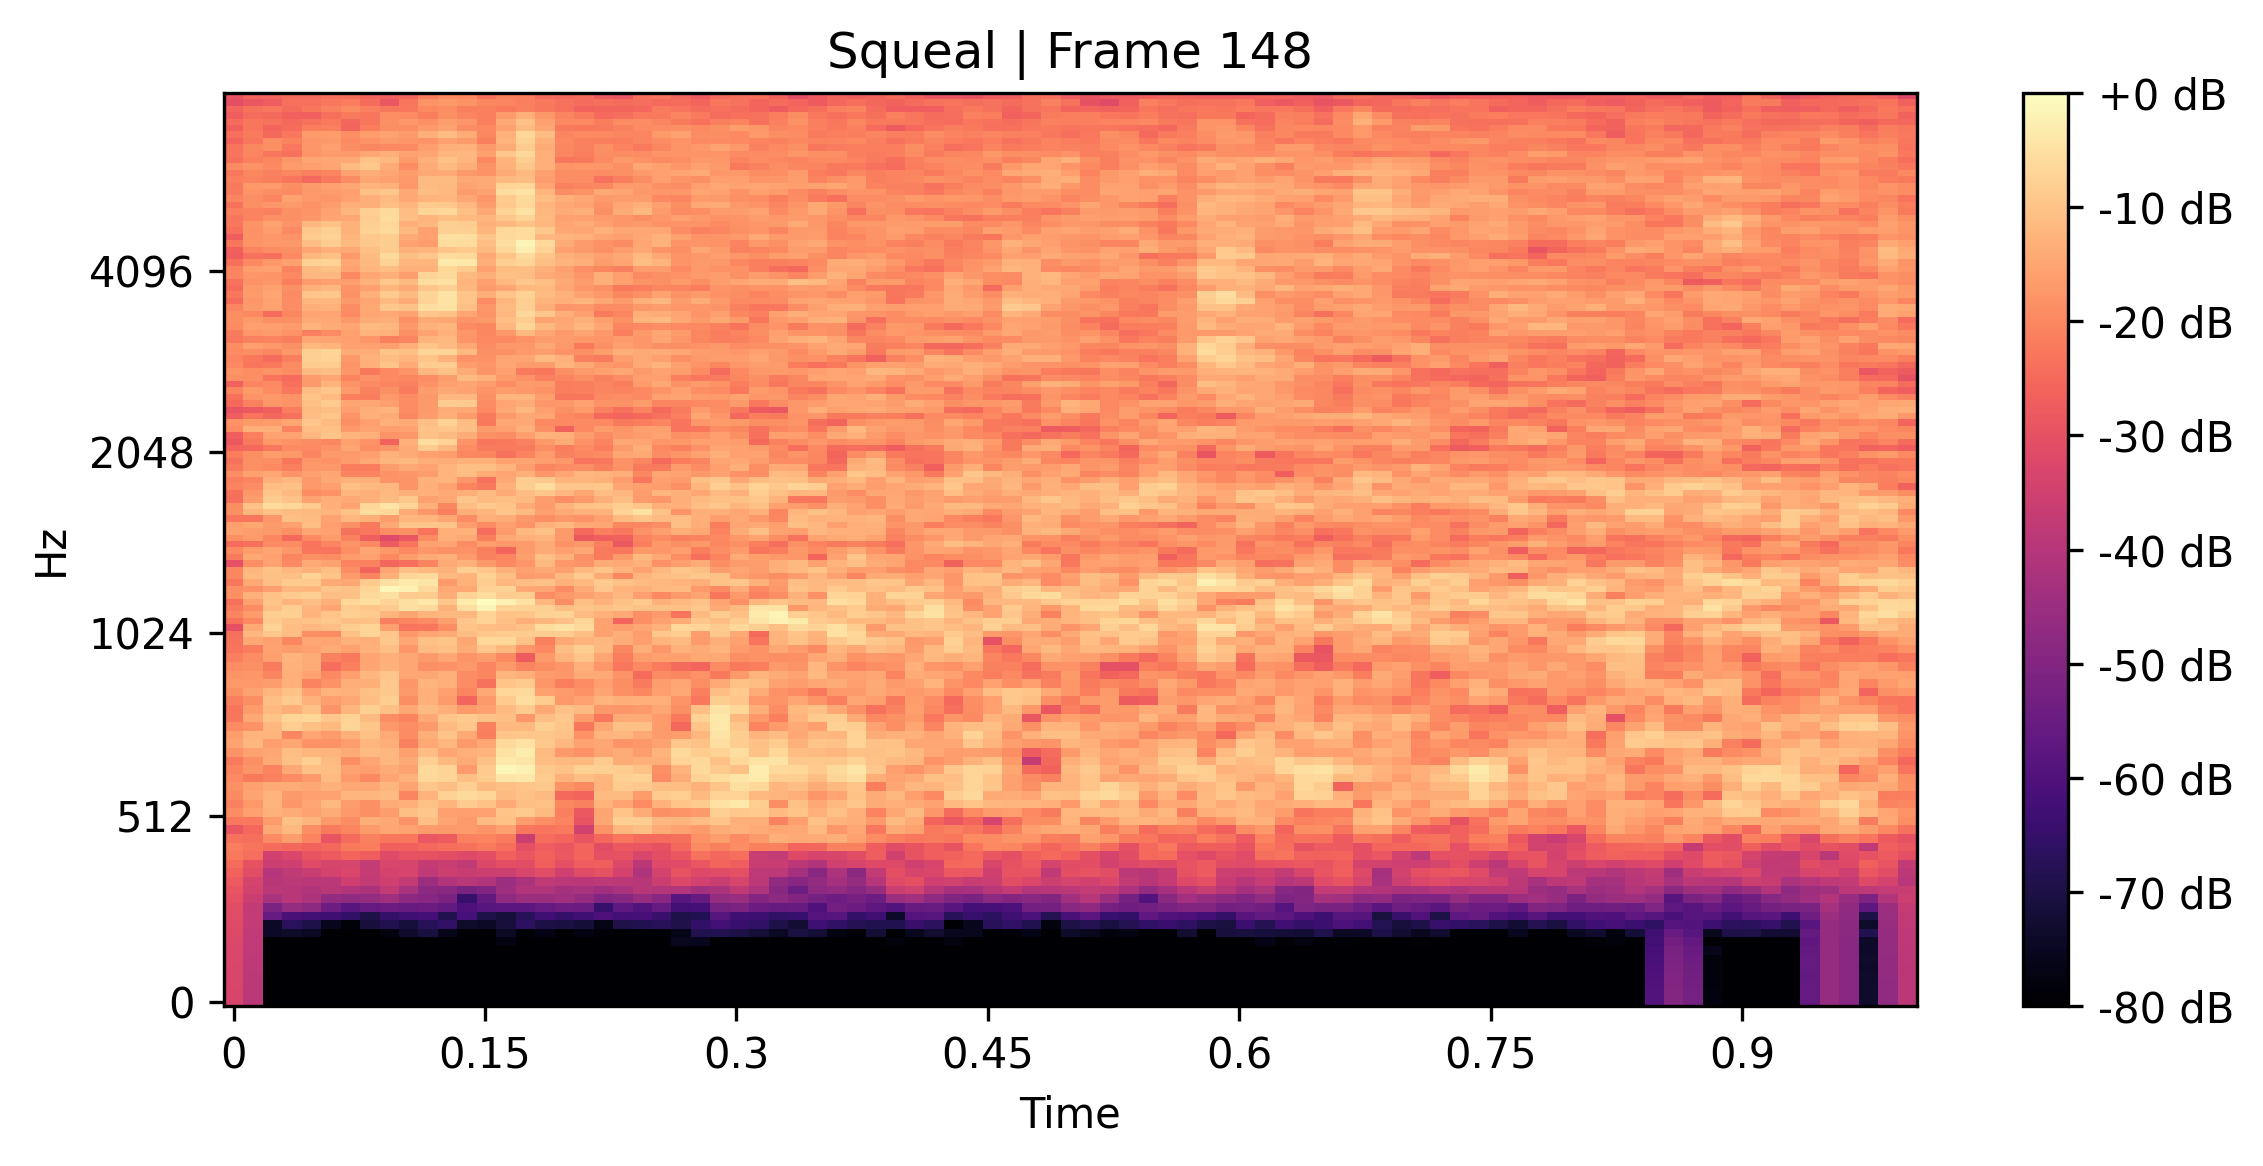 Squeal | Frame 148
Hz
4096
2048
1024
512
0
0 0.15 0.3 0.45 0.6 0.75 0.9
Time
+0 dB
-10 dB
-20 dB
-30 dB
-40 dB
-50 dB
-60 dB
-70 dB
-80 dB